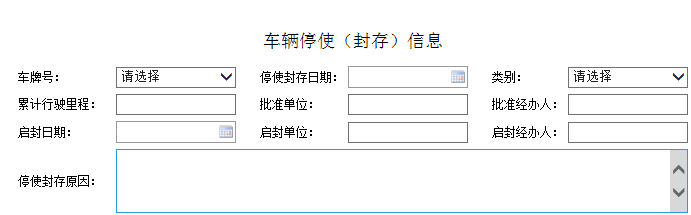 车辆停使（封存）信息
车牌号： 请选择 停使封存日期： 类别： 请选择
累计行驶里程： 批准单位： 批准经办人：
启封日期： 启封单位： 启封经办人：
停使封存原因：